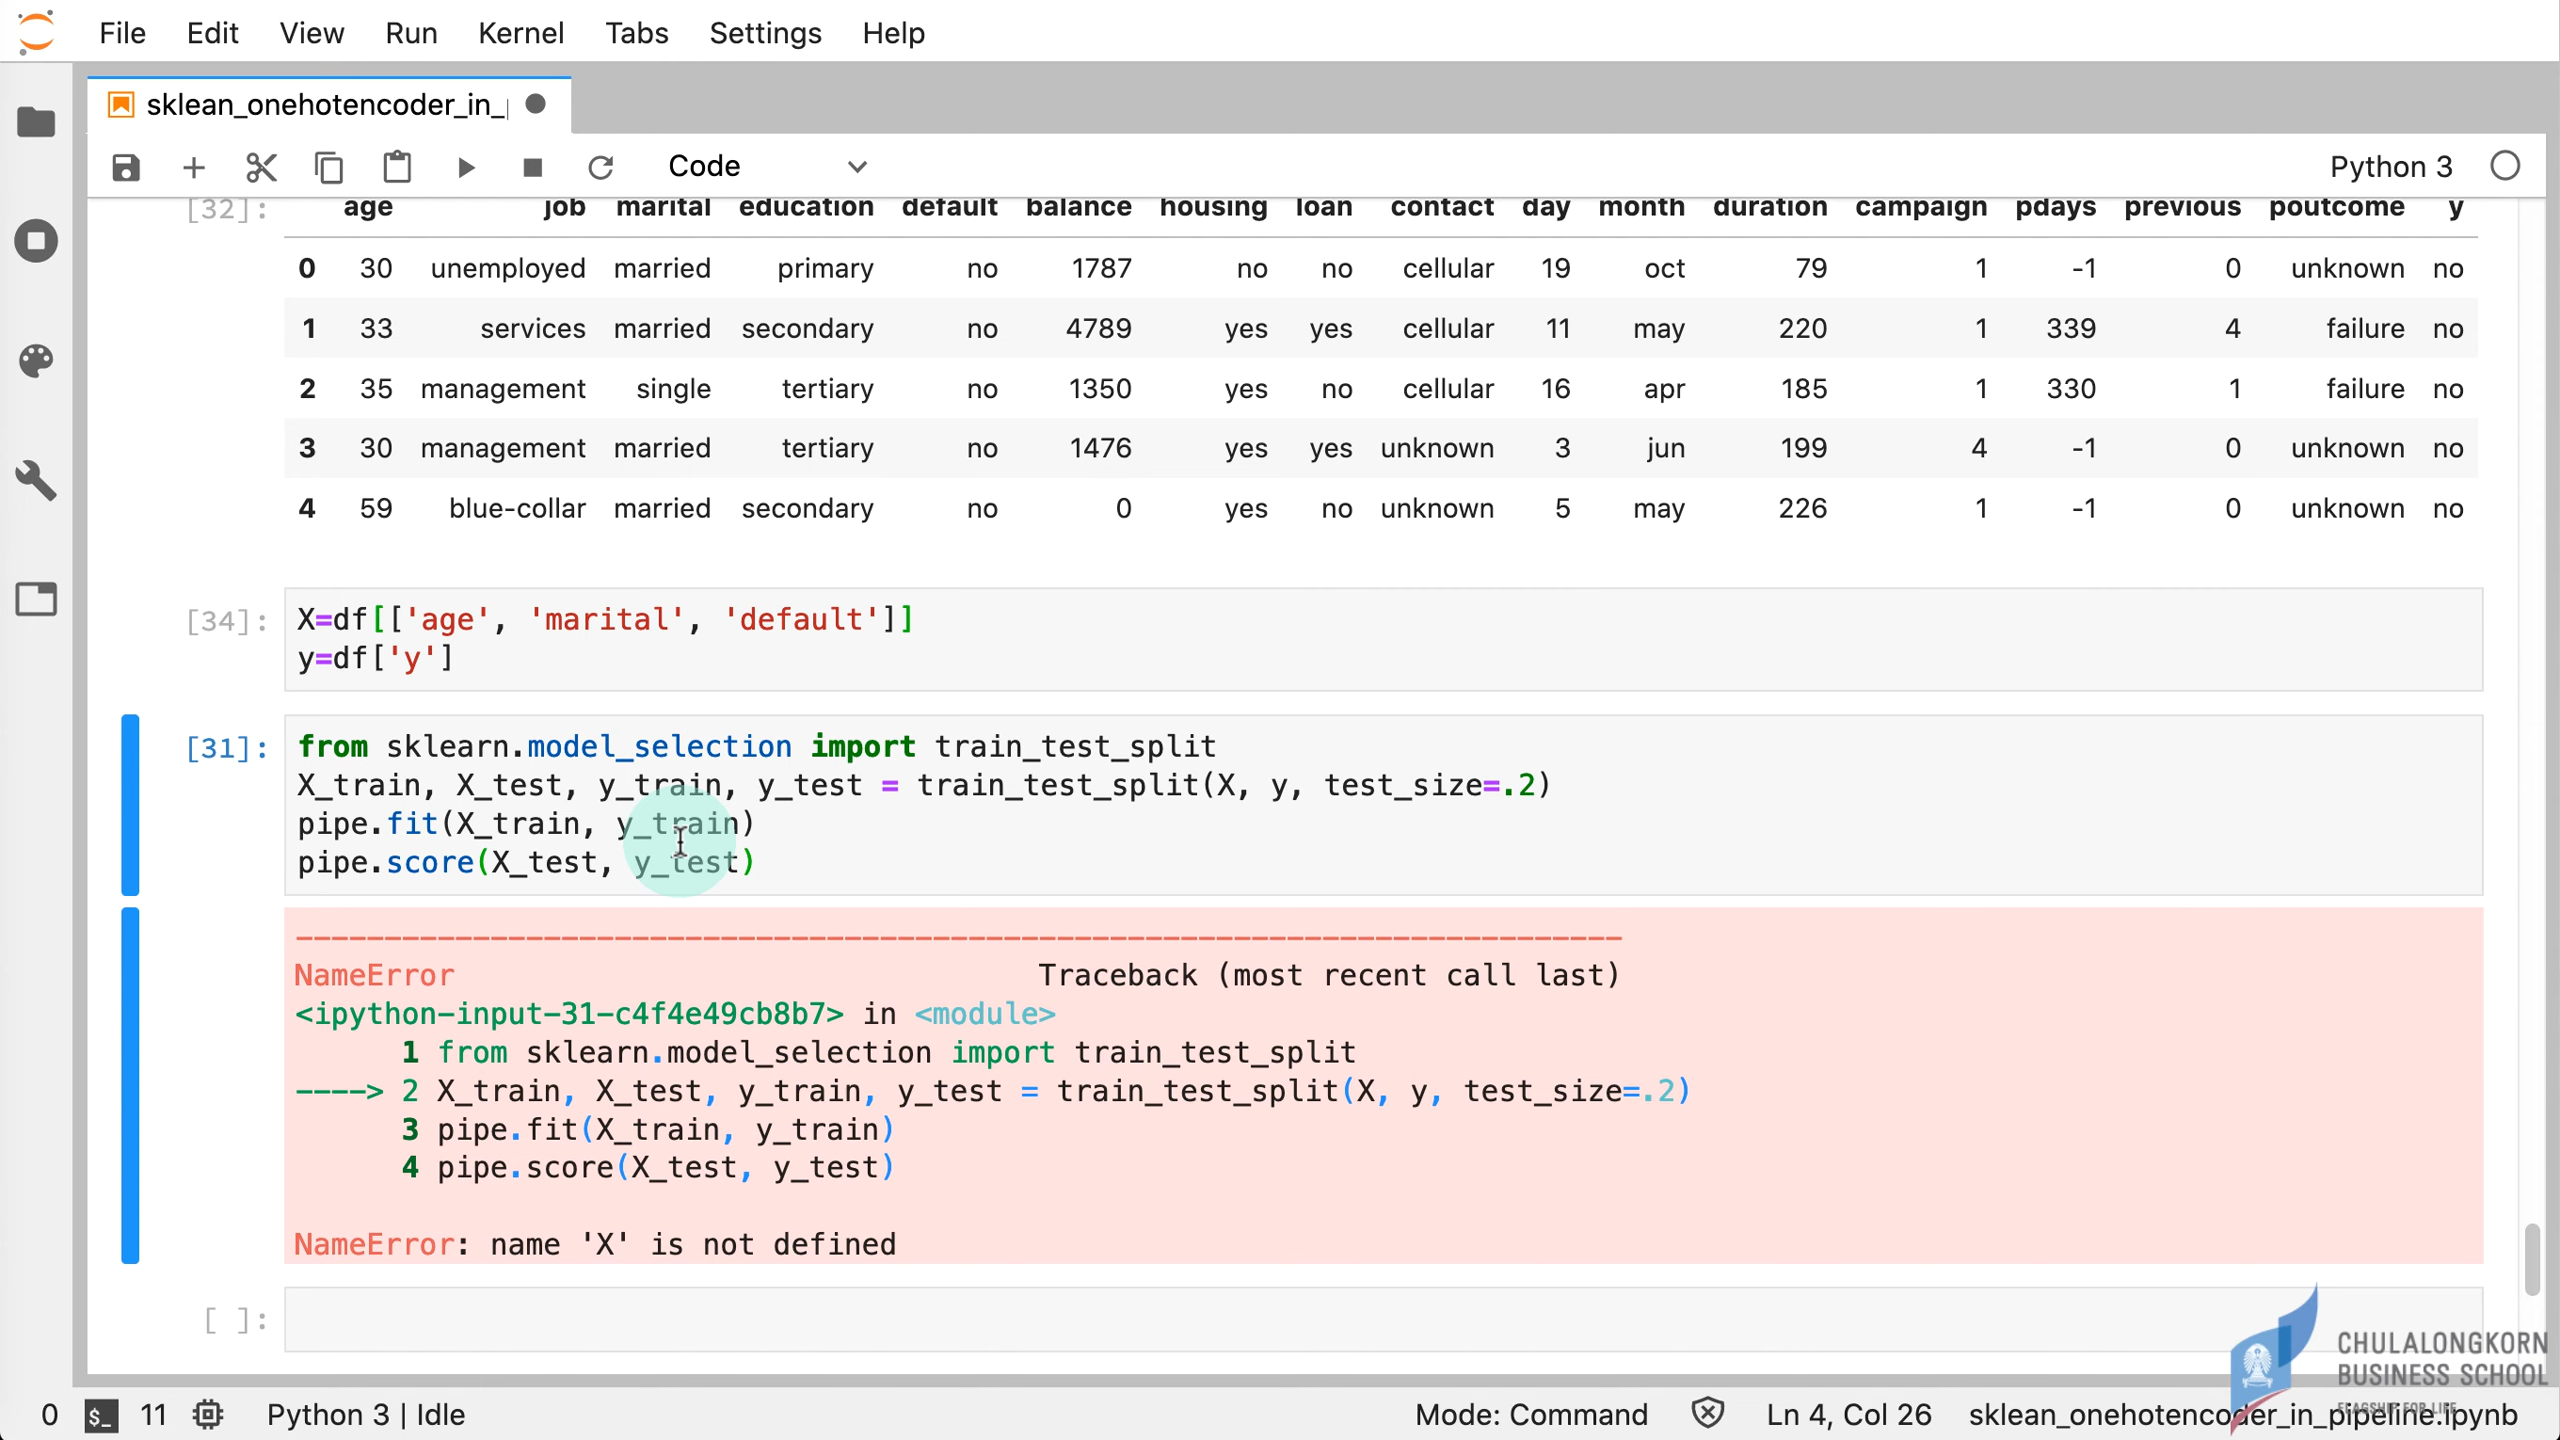 File Edit View Run Kernel Tabs Settings Help
sklean_onehotencoder_in_
Code Python 3
[32]: age job marital education default balance housing loan contact day month duration campaign pdays previous poutcome y
0 30 unemployed married primary no 1787 no no cellular 19 oct 79 1 -1 0 unknown no
1 33 services married secondary no 4789 yes yes cellular 11 may 220 1 339 4 failure no
2 35 management single tertiary no 1350 yes no cellular 16 apr 185 1 330 1 failure no
3 30 management married tertiary no 1476 yes yes unknown 3 jun 199 4 -1 0 unknown no
4 59 blue-collar married secondary no 0 yes no unknown 5 may 226 1 -1 0 unknown no
[34]: X=df[['age', 'marital', 'default']]
y=df['y']
[31]: from sklearn.model_selection import train_test_split
X_train, X_test, y_train, y_test = train_test_split(X, y, test_size=.2)
pipe.fit(X_train, y_train)
pipe.score(X_test, y_test)
---------------------------------------------------------------------------
NameError Traceback (most recent call last)
<ipython-input-31-c4f4e49cb8b7> in <module>
1 from sklearn.model_selection import train_test_split
----> 2 X_train, X_test, y_train, y_test = train_test_split(X, y, test_size=.2)
3 pipe.fit(X_train, y_train)
4 pipe.score(X_test, y_test)
NameError: name 'X' is not defined
[ ]:
CHULALONGKORN
BUSINESS SCHOOL
FLAGSHIP FOR LIFE
0 $_ 11 Python 3 | Idle Mode: Command Ln 4, Col 26 sklean_onehotencoder_in_pipeline.ipynb